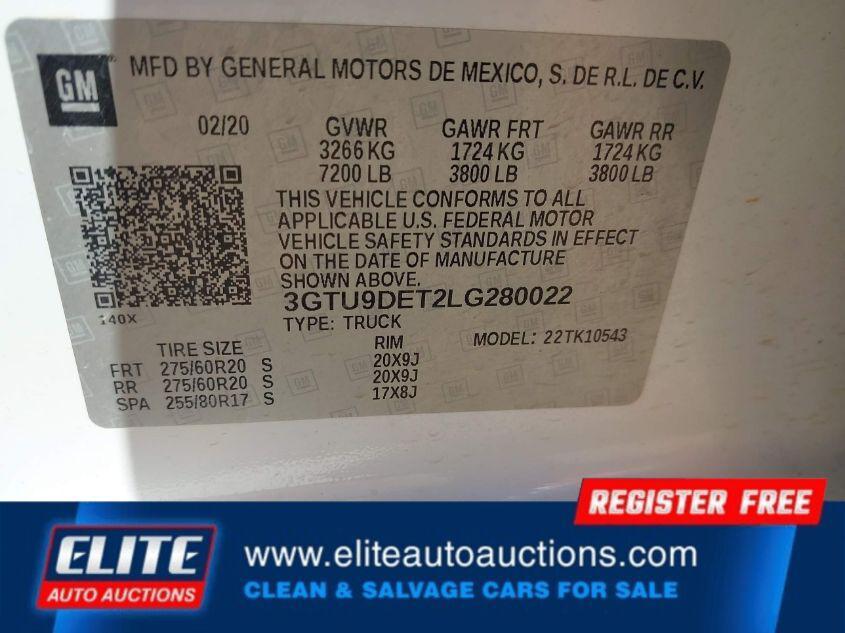 GM MFD BY GENERAL MOTORS DE MEXICO, S. DE R.L. DE C.V.
02/20 GVWR GAWR FRT GAWR RR
3266 KG 1724 KG 1724 KG
7200 LB 3800 LB 3800 LB
THIS VEHICLE CONFORMS TO ALL
APPLICABLE U.S. FEDERAL MOTOR
VEHICLE SAFETY STANDARDS IN EFFECT
ON THE DATE OF MANUFACTURE
SHOWN ABOVE.
3GTU9DET2LG280022
140X
TYPE: TRUCK MODEL: 22TK10543
TIRE SIZE RIM
FRT 275/60R20 S 20X9J
RR 275/60R20 S 20X9J
SPA 255/80R17 S 17X8J
REGISTER FREE
ELITE
AUTO AUCTIONS
www.eliteautoauctions.com
CLEAN & SALVAGE CARS FOR SALE